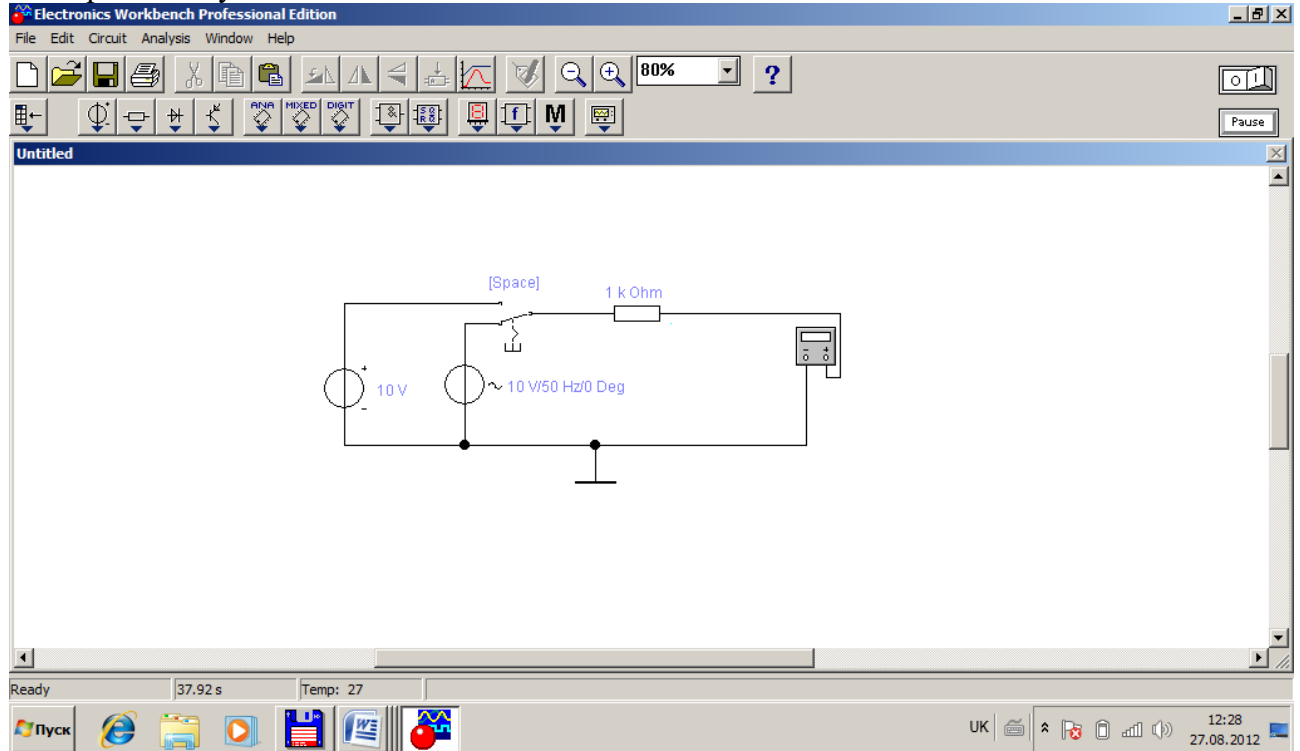 Electronics Workbench Professional Edition
File Edit Circuit Analysis Window Help
80%
?
ANA MIXED DIGIT
M
Pause
Untitled
[Space]
1 k Ohm
10 V
10 V/50 Hz/0 Deg
Ready 37.92 s Temp: 27
Пуск
UK
12:28
27.08.2012